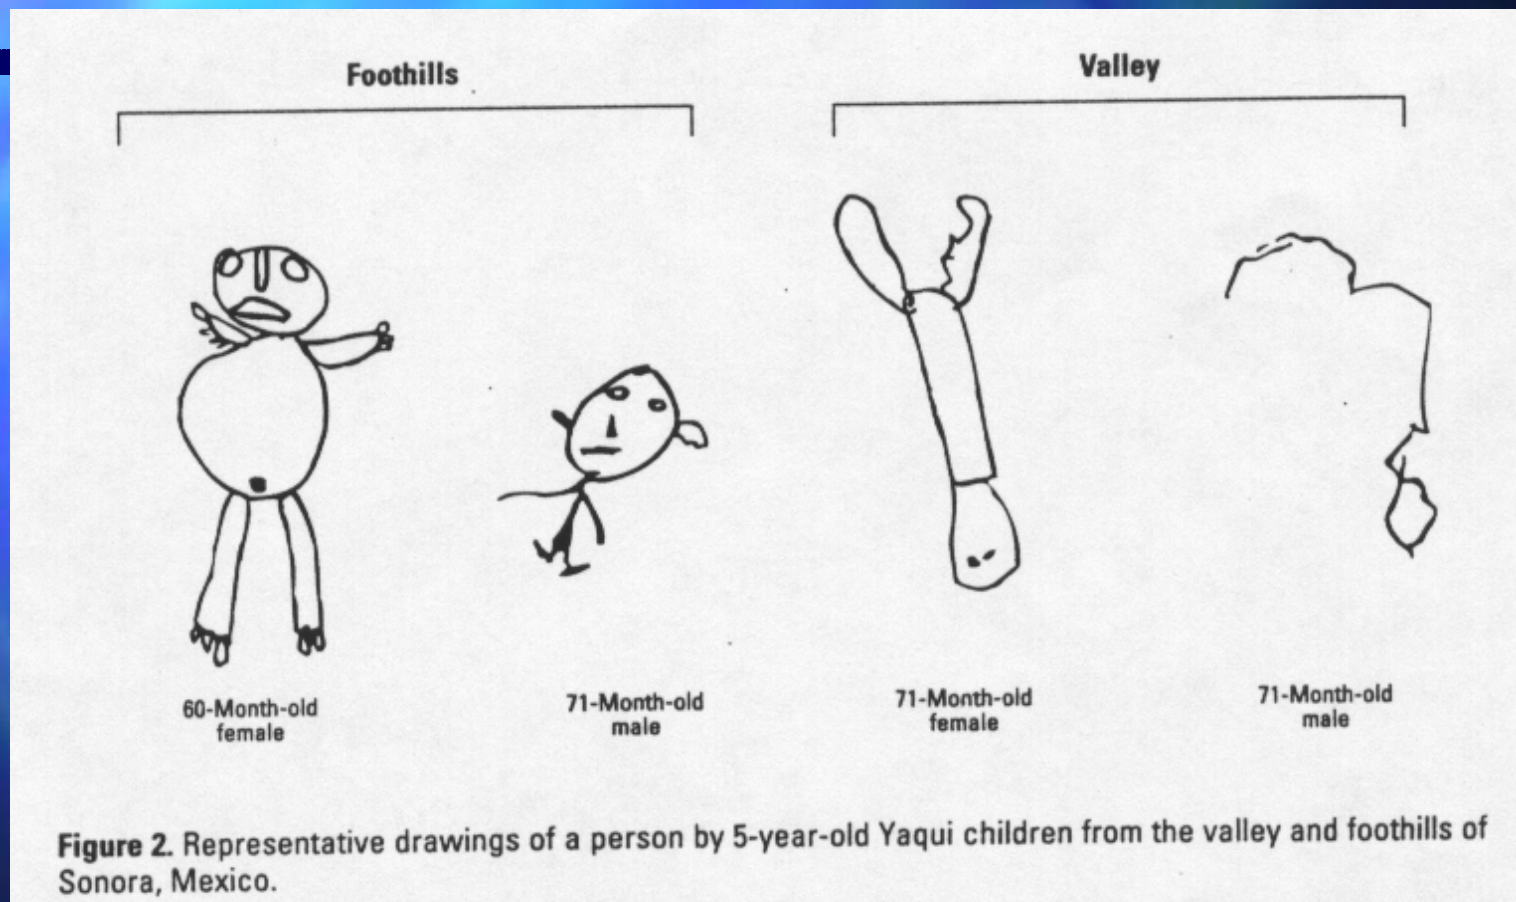 Foothills
Valley
60-Month-old
female
71-Month-old
male
71-Month-old
female
71-Month-old
male
Figure 2. Representative drawings of a person by 5-year-old Yaqui children from the valley and foothills of
Sonora, Mexico.